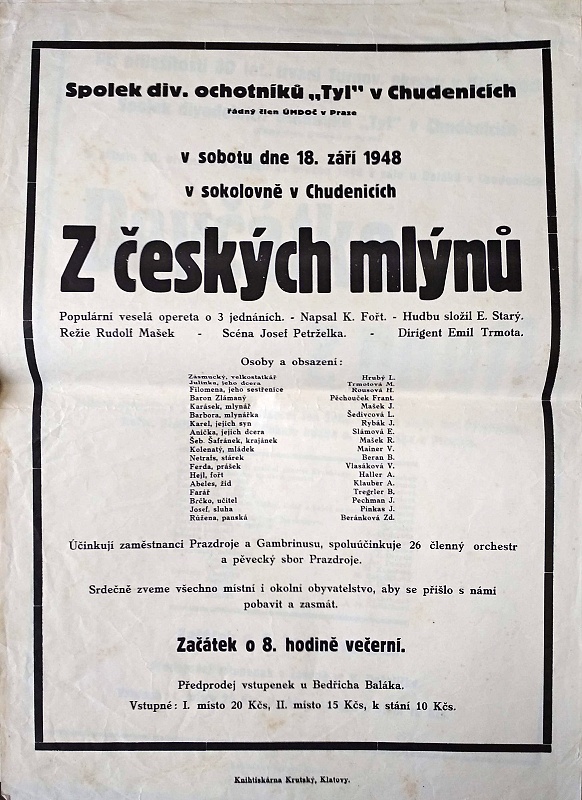 Spolek div. ochotníků „Tyl" v Chudenicích
řádný člen ÚMDOČ v Praze
v sobotu dne 18. září 1948
v sokolovně v Chudenicích
Z českých mlýnů
Populární veselá opereta o 3 jednáních. - Napsal K. Fořt. - Hudbu složil E. Starý.
Režie Rudolf Mašek - Scéna Josef Petrželka. - Dirigent Emil Trmota.
Osoby a obsazení:
Zásmucký, velkostatkář Hrubý L.
Julinka, jeho dcera Trmotová M.
Filomena, jeho sestřenice Rousová H.
Baron Zlámaný Pěchouček Frant.
Karásek, mlynář Mašek J.
Barbora, mlynářka Šedivcová L.
Karel, jejich syn Rybák J.
Anička, jejich dcera Slámová E.
Šeb. Šafránek, krajánek Mašek R.
Kolenatý, mládek Mainer V.
Netrafs, stárek Beran B.
Ferda, prášek Vlasáková V.
Hejl, fořt Haller A.
Abeles, žid Klauber A.
Farář Tregrler B.
Brčko, učitel Pechman J.
Josef, sluha Pinkas J.
Růžena, panská Beránková Zd.
Účinkují zaměstnanci Prazdroje a Gambrinusu, spoluúčinkuje 26 členný orchestr
a pěvecký sbor Prazdroje.
Srdečně zveme všechno místní i okolní obyvatelstvo, aby se přišlo s námi
pobavit a zasmát.
Začátek o 8. hodině večerní.
Předprodej vstupenek u Bedřicha Baláka.
Vstupné: I. místo 20 Kčs, II. místo 15 Kčs, k stání 10 Kčs.
Knihtiskárna Krutský, Klatovy.